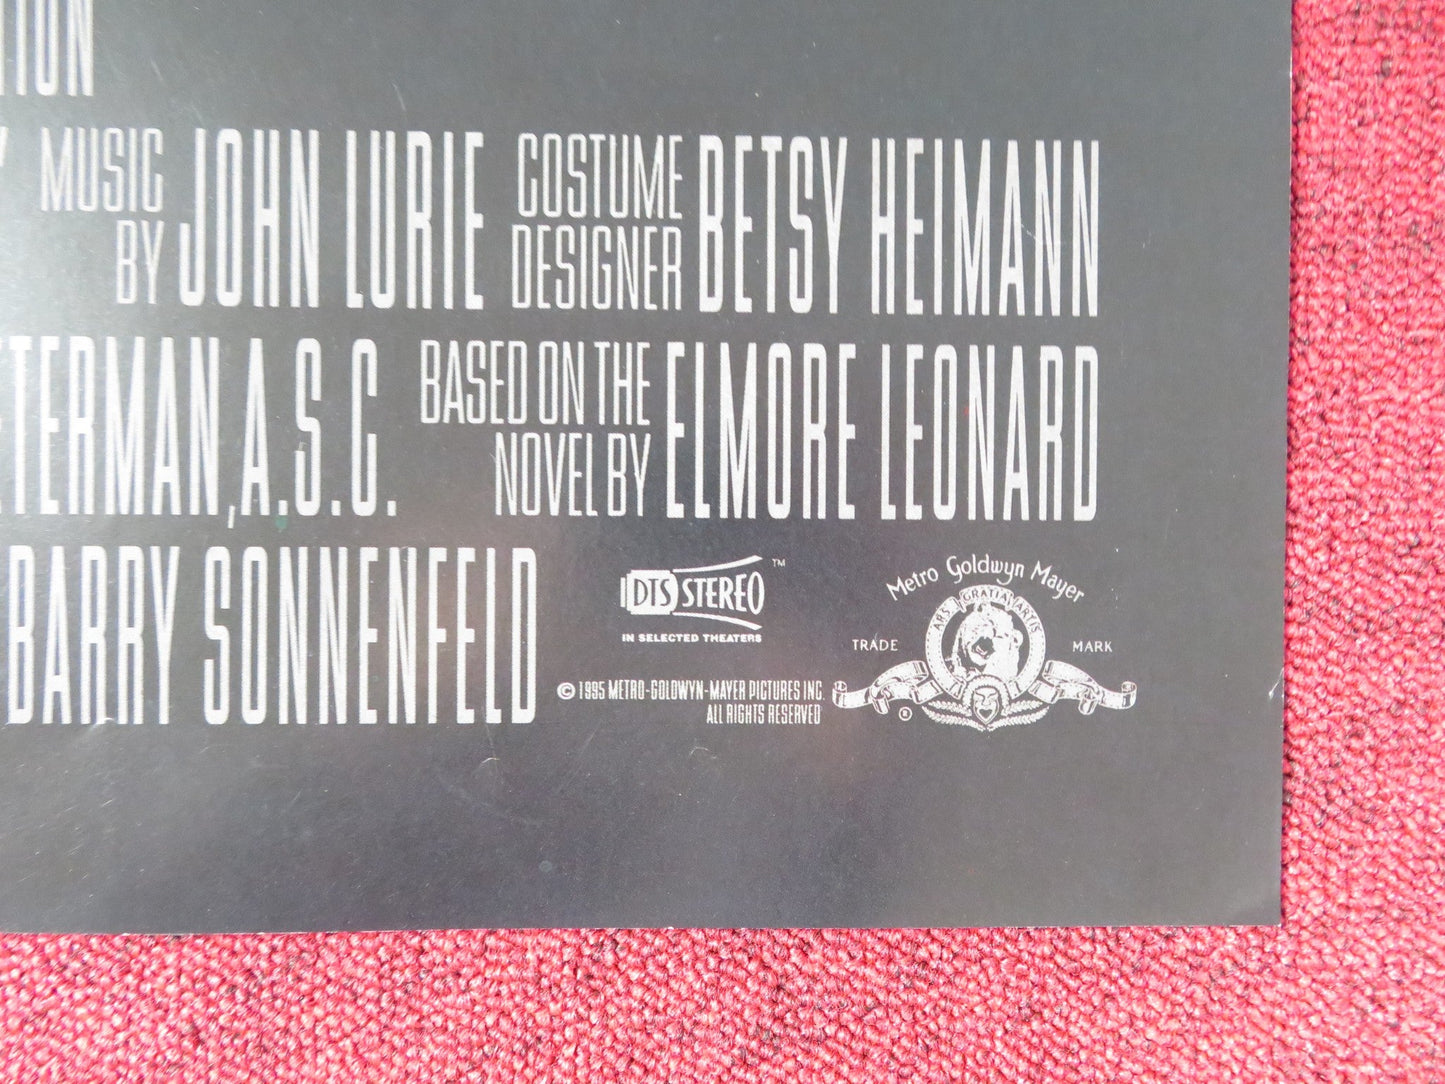 TION
Y MUSIC BY JOHN LURIE COSTUME DESIGNER BETSY HEIMANN
ETERMAN, A.S.C. BASED ON THE NOVEL BY ELMORE LEONARD
BARRY SONNENFELD
DTS STEREO ™
IN SELECTED THEATERS
© 1995 METRO-GOLDWYN-MAYER PICTURES INC.
ALL RIGHTS RESERVED
Metro Goldwyn Mayer
ARS GRATIA ARTIS
TRADE MARK
®